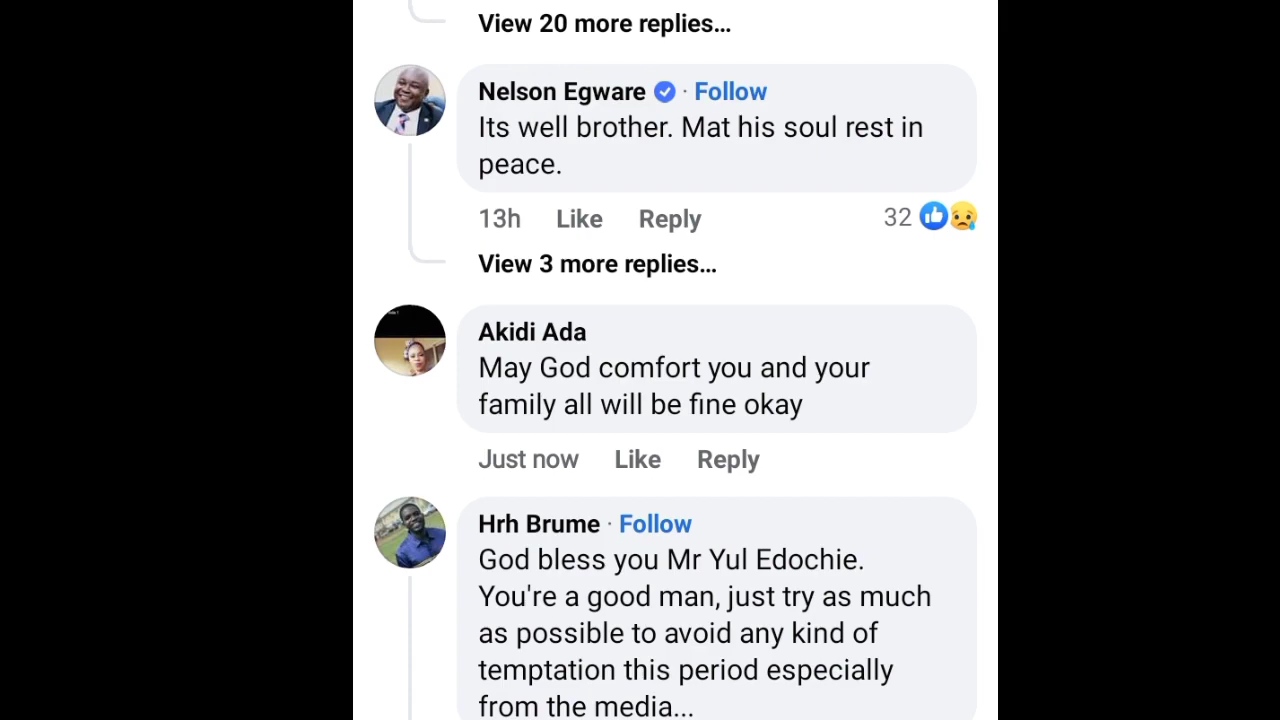 View 20 more replies...
Nelson Egware · Follow
Its well brother. Mat his soul rest in
peace.
13h Like Reply 32
View 3 more replies...
Akidi Ada
May God comfort you and your
family all will be fine okay
Just now Like Reply
Hrh Brume · Follow
God bless you Mr Yul Edochie.
You're a good man, just try as much
as possible to avoid any kind of
temptation this period especially
from the media...